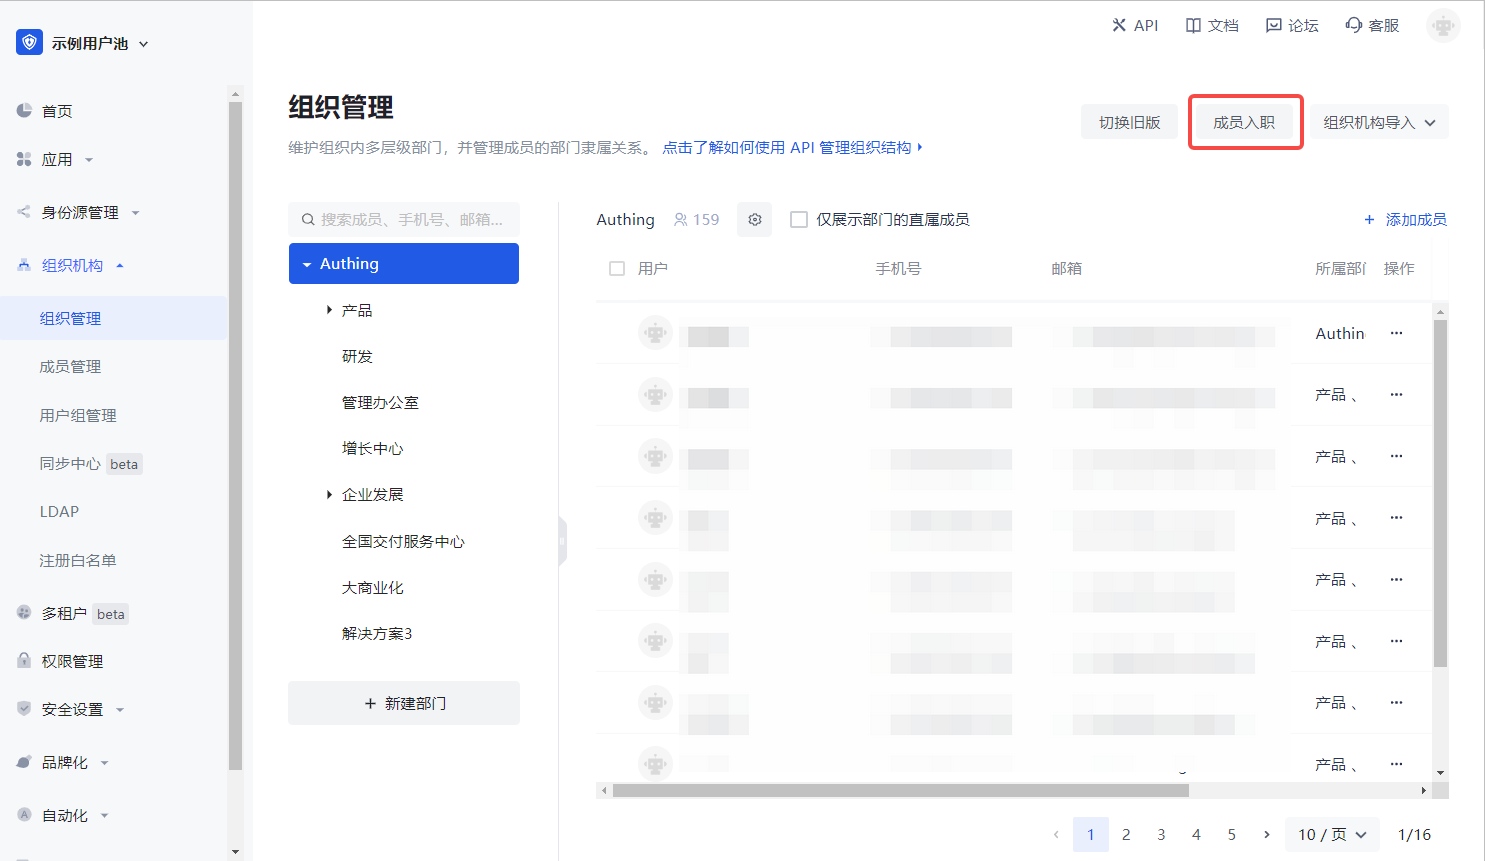 示例用户池
API
文档
论坛
客服
首页
应用
身份源管理
组织机构
组织管理
成员管理
用户组管理
同步中心 beta
LDAP
注册白名单
多租户 beta
权限管理
安全设置
品牌化
自动化
组织管理
维护组织内多层级部门，并管理成员的部门隶属关系。 点击了解如何使用 API 管理组织结构
切换旧版
成员入职
组织机构导入
搜索成员、手机号、邮箱...
Authing
产品
研发
管理办公室
增长中心
企业发展
全国交付服务中心
大商业化
解决方案3
+ 新建部门
Authing 159 仅展示部门的直属成员 + 添加成员
用户 手机号 邮箱 所属部门 操作
Authin ···
产品 、 ···
产品 、 ···
产品 、 ···
产品 、 ···
产品 、 ···
产品 、 ···
产品 、 ···
‹ 1 2 3 4 5 › 10 / 页 1/16